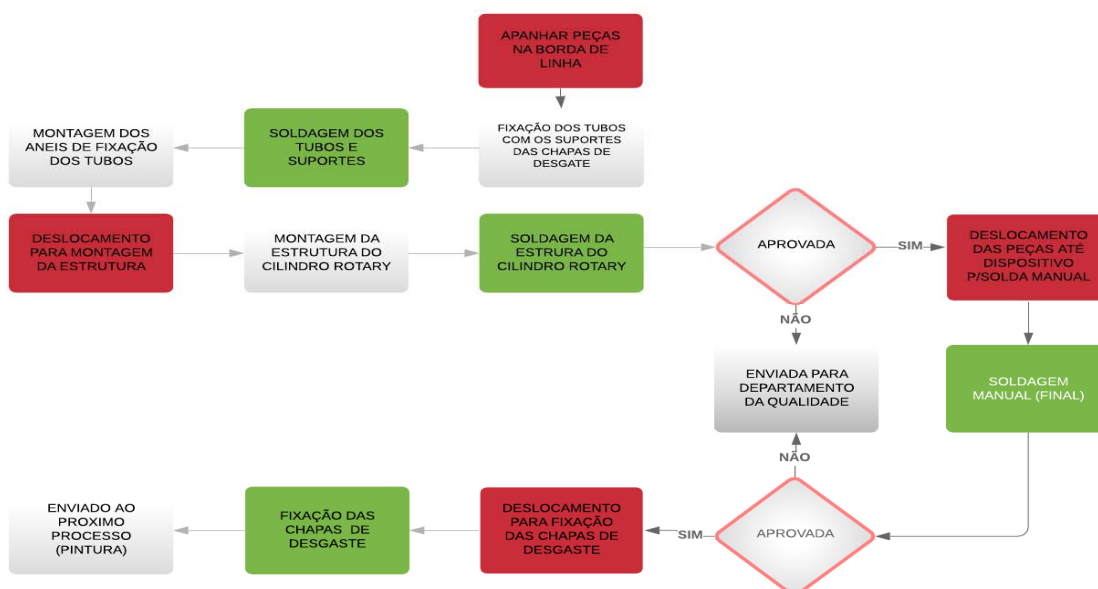 APANHAR PEÇAS
NA BORDA DE
LINHA
FIXAÇÃO DOS TUBOS
COM OS SUPORTES
DAS CHAPAS DE
DESGATE
SOLDAGEM DOS
TUBOS E
SUPORTES
MONTAGEM DOS
ANEIS DE FIXAÇÃO
DOS TUBOS
DESLOCAMENTO
PARA MONTAGEM
DA ESTRUTURA
MONTAGEM DA
ESTRUTURA DO
CILINDRO ROTARY
SOLDAGEM DA
ESTRURA DO
CILINDRO ROTARY
APROVADA
SIM
DESLOCAMENTO
DAS PEÇAS ATÉ
DISPOSITIVO
P/SOLDA MANUAL
NÃO
ENVIADA PARA
DEPARTAMENTO
DA QUALIDADE
SOLDAGEM
MANUAL (FINAL)
NÃO
APROVADA
SIM
DESLOCAMENTO
PARA FIXAÇÃO
DAS CHAPAS DE
DESGASTE
FIXAÇÃO DAS
CHAPAS DE
DESGASTE
ENVIADO AO
PROXIMO
PROCESSO
(PINTURA)